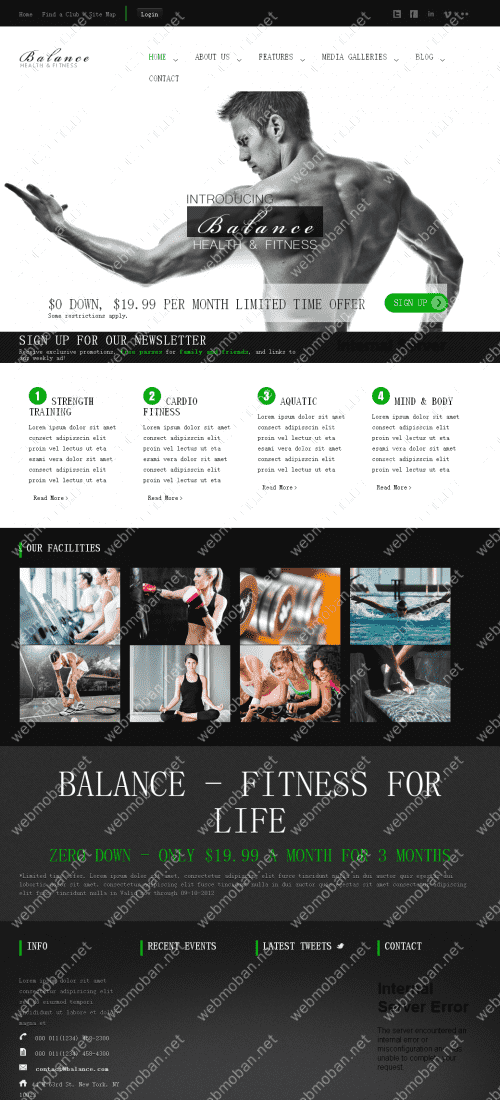 Home Find a Club Site Map Login
Balance
HEALTH & FITNESS
HOME ABOUT US FEATURES MEDIA GALLERIES BLOG
CONTACT
INTRODUCING
Balance
HEALTH & FITNESS
$0 DOWN, $19.99 PER MONTH LIMITED TIME OFFER
SIGN UP
Some restrictions apply.
SIGN UP FOR OUR NEWSLETTER
Receive exclusive promotions, free passes for family and friends, and links to
our weekly ad!
1 STRENGTH
TRAINING
Lorem ipsum dolor sit amet
consect adipiscin elit
proin vel lectus ut eta
esami vera dolor sit amet
consect adipiscin elit
proin vel lectus ut eta
Read More
2 CARDIO
FITNESS
Lorem ipsum dolor sit amet
consect adipiscin elit
proin vel lectus ut eta
esami vera dolor sit amet
consect adipiscin elit
proin vel lectus ut eta
Read More
3 AQUATIC
Lorem ipsum dolor sit amet
consect adipiscin elit
proin vel lectus ut eta
esami vera dolor sit amet
consect adipiscin elit
proin vel lectus ut eta
Read More
4 MIND & BODY
Lorem ipsum dolor sit amet
consect adipiscin elit
proin vel lectus ut eta
esami vera dolor sit amet
consect adipiscin elit
proin vel lectus ut eta
Read More
OUR FACILITIES
BALANCE - FITNESS FOR
LIFE
ZERO DOWN - ONLY $19.99 A MONTH FOR 3 MONTHS
*Limited time offer. Lorem ipsum dolor sit amet, consectetur adipiscing elit fusce tincidunt nulla in dui auctor quis egestas dui
lobortis dolor sit amet, consectetur adipiscing elit fusce tincidunt nulla in dui auctor quis egestas sit amet consectetur adipiscing
elit fusce tincidunt nulla in Valid now through 09-10-2012
INFO
Lorem ipsum dolor sit amet
consectetur adipisicing elit
sed do eiusmod tempor
incididunt ut labore et dolore
magna et
000 011(1234) 458-2300
000 011(1234) 458-4300
contact@balance.com
44 W 63rd St. New York, NY
10023
RECENT EVENTS
LATEST TWEETS
CONTACT
Internal
Server Error
The server encountered an
internal error or
misconfiguration and was
unable to complete your
request.
webmoban.net